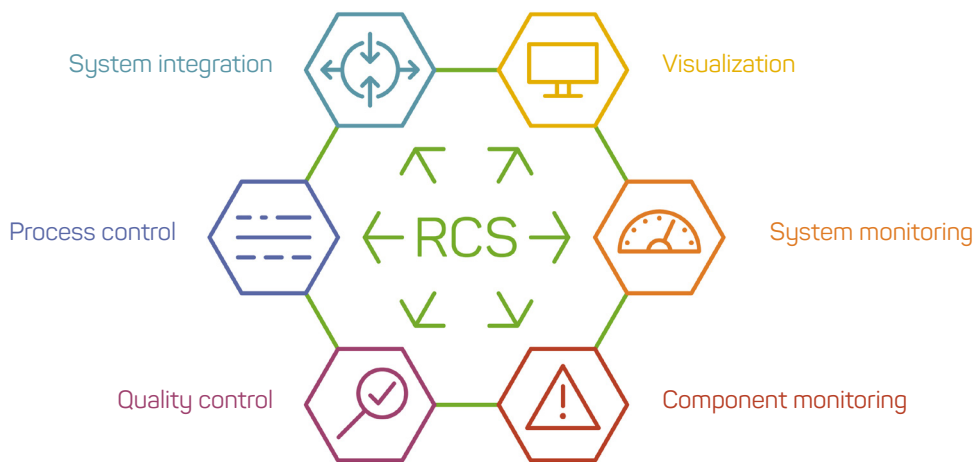 System integration
Visualization
Process control
RCS
System monitoring
Quality control
Component monitoring